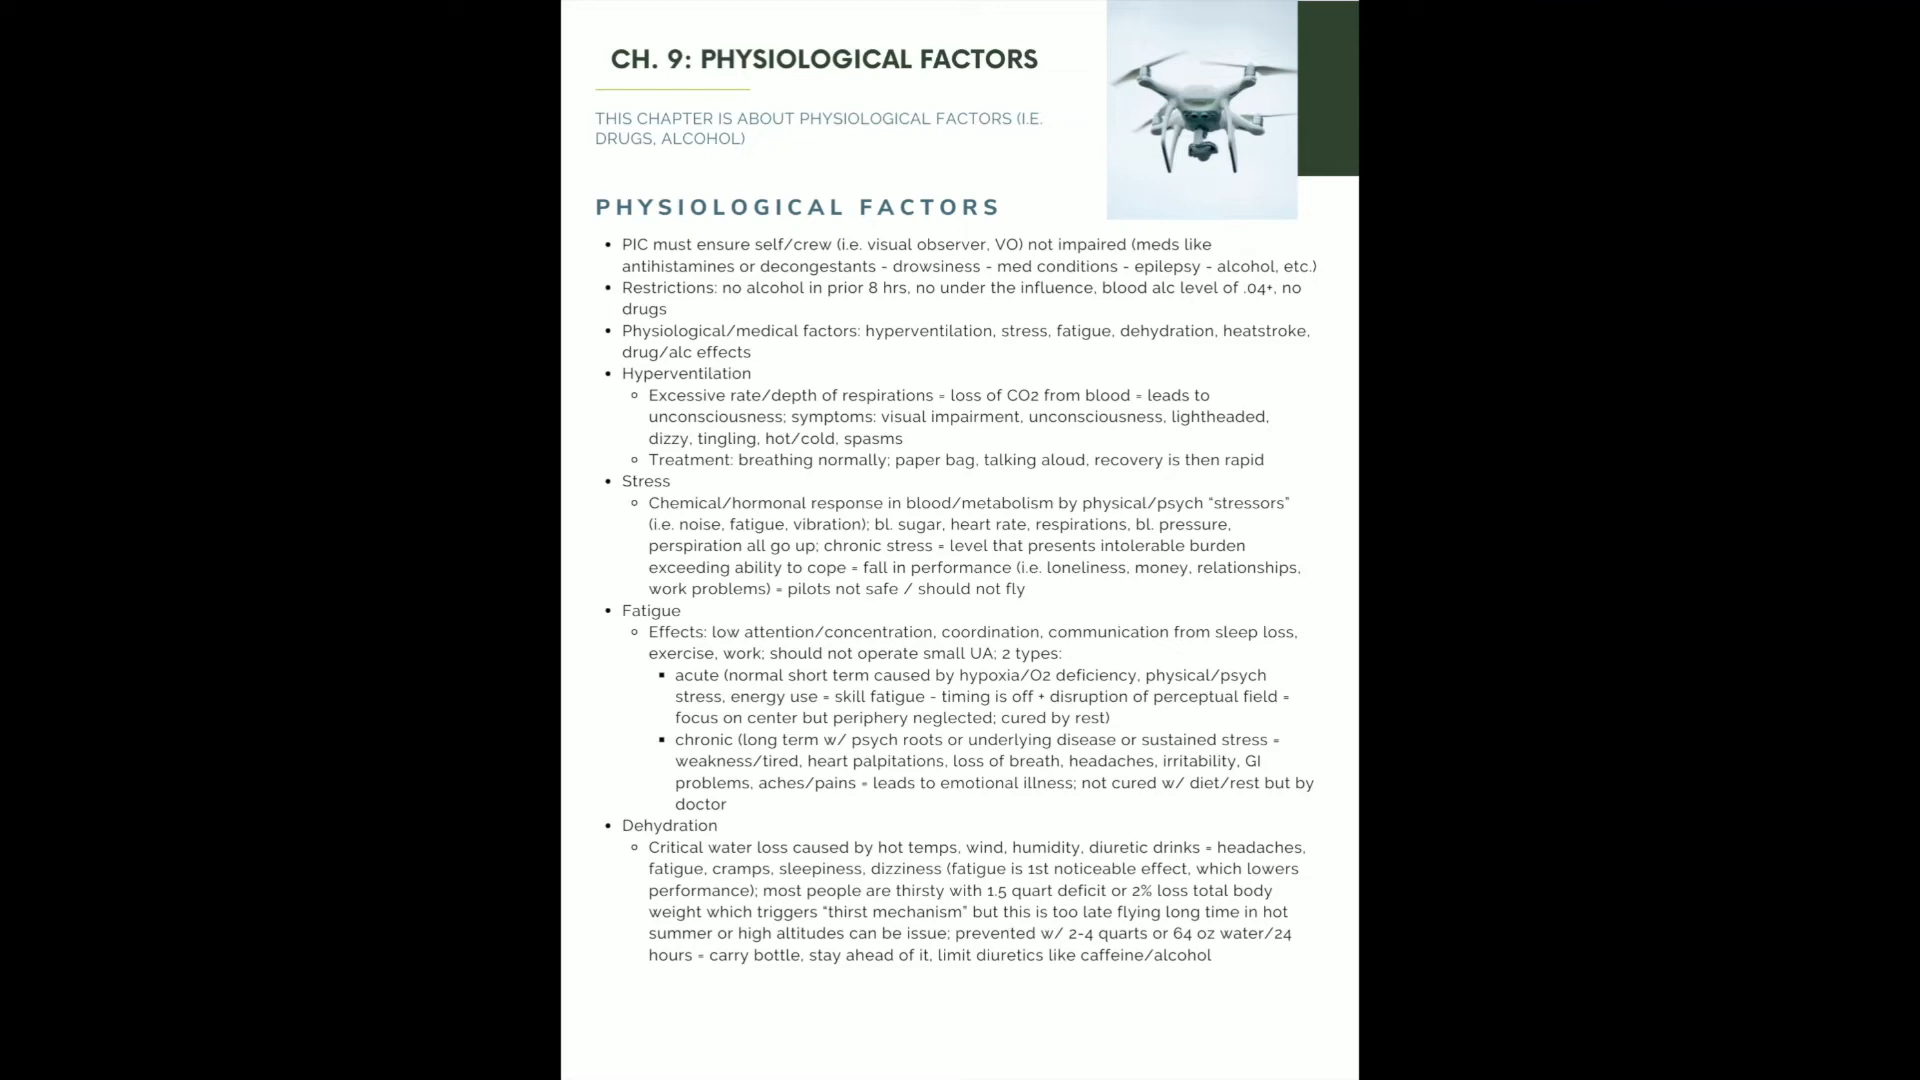 CH. 9: PHYSIOLOGICAL FACTORS
THIS CHAPTER IS ABOUT PHYSIOLOGICAL FACTORS (I.E.
DRUGS, ALCOHOL)
PHYSIOLOGICAL FACTORS
• PIC must ensure self/crew (i.e. visual observer, VO) not impaired (meds like
antihistamines or decongestants - drowsiness - med conditions - epilepsy - alcohol, etc.)
• Restrictions: no alcohol in prior 8 hrs, no under the influence, blood alc level of .04+, no
drugs
• Physiological/medical factors: hyperventilation, stress, fatigue, dehydration, heatstroke,
drug/alc effects
• Hyperventilation
◦ Excessive rate/depth of respirations = loss of CO2 from blood = leads to
unconsciousness; symptoms: visual impairment, unconsciousness, lightheaded,
dizzy, tingling, hot/cold, spasms
◦ Treatment: breathing normally; paper bag, talking aloud, recovery is then rapid
• Stress
◦ Chemical/hormonal response in blood/metabolism by physical/psych “stressors”
(i.e. noise, fatigue, vibration); bl. sugar, heart rate, respirations, bl. pressure,
perspiration all go up; chronic stress = level that presents intolerable burden
exceeding ability to cope = fall in performance (i.e. loneliness, money, relationships,
work problems) = pilots not safe / should not fly
• Fatigue
◦ Effects: low attention/concentration, coordination, communication from sleep loss,
exercise, work; should not operate small UA; 2 types:
▪ acute (normal short term caused by hypoxia/O2 deficiency, physical/psych
stress, energy use = skill fatigue - timing is off + disruption of perceptual field =
focus on center but periphery neglected; cured by rest)
▪ chronic (long term w/ psych roots or underlying disease or sustained stress =
weakness/tired, heart palpitations, loss of breath, headaches, irritability, GI
problems, aches/pains = leads to emotional illness; not cured w/ diet/rest but by
doctor
• Dehydration
◦ Critical water loss caused by hot temps, wind, humidity, diuretic drinks = headaches,
fatigue, cramps, sleepiness, dizziness (fatigue is 1st noticeable effect, which lowers
performance); most people are thirsty with 1.5 quart deficit or 2% loss total body
weight which triggers “thirst mechanism” but this is too late flying long time in hot
summer or high altitudes can be issue; prevented w/ 2-4 quarts or 64 oz water/24
hours = carry bottle, stay ahead of it, limit diuretics like caffeine/alcohol